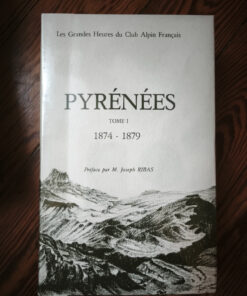 Les Grandes Heures du Club Alpin Français
PYRÉNÉES
TOME I
1874 - 1879
Préface par M. Joseph RIBAS